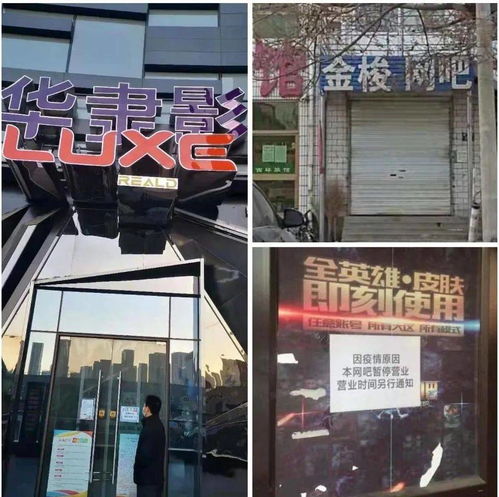 华隶影
LUXE
REALD
馆
金梭 网吧
全英雄·皮肤
即刻使用
任意账号 所有大区 所有模式
因疫情原因
本网吧暂停营业
营业时间另行通知